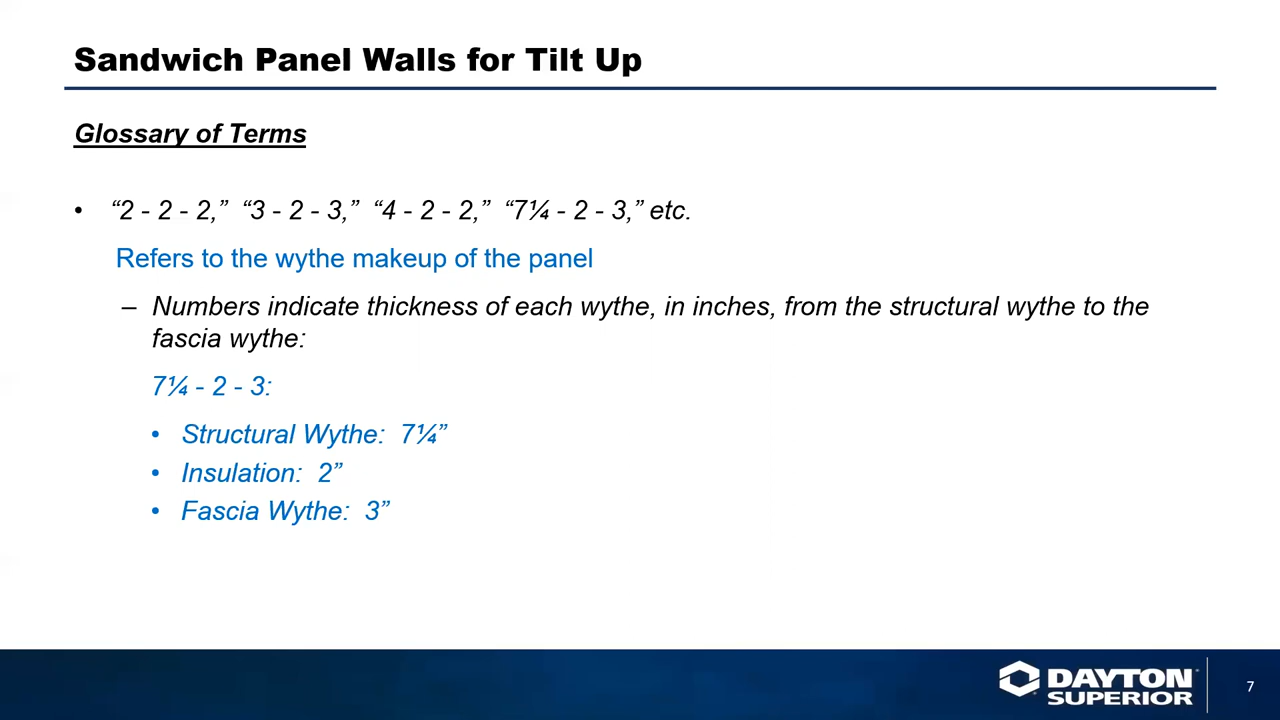 Sandwich Panel Walls for Tilt Up
Glossary of Terms
• “2 - 2 - 2,” “3 - 2 - 3,” “4 - 2 - 2,” “7¼ - 2 - 3,” etc.
Refers to the wythe makeup of the panel
– Numbers indicate thickness of each wythe, in inches, from the structural wythe to the
fascia wythe:
7¼ - 2 - 3:
• Structural Wythe: 7¼”
• Insulation: 2”
• Fascia Wythe: 3”
DAYTON
SUPERIOR
7